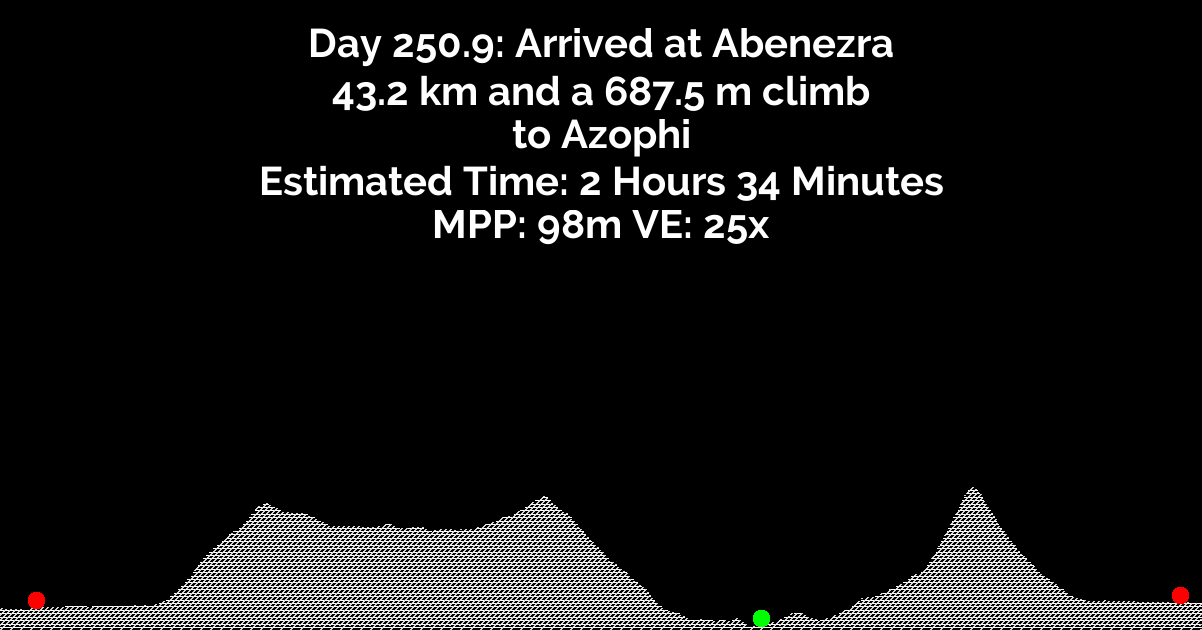 Day 250.9: Arrived at Abenezra
43.2 km and a 687.5 m climb
to Azophi
Estimated Time: 2 Hours 34 Minutes
MPP: 98m VE: 25x